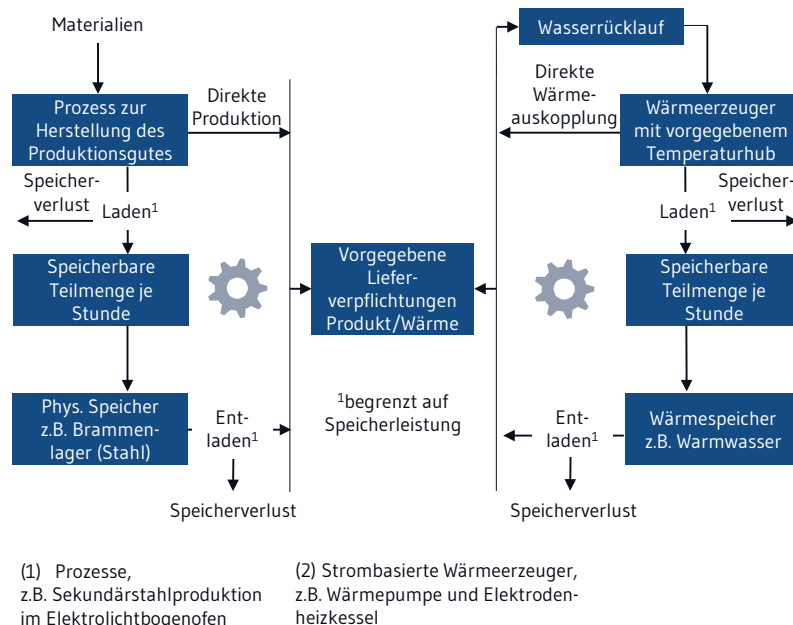 Materialien
Prozess zur
Herstellung des
Produktionsgutes
Direkte
Produktion
Speicher-
verlust
Laden¹
Speicherbare
Teilmenge je
Stunde
Phys. Speicher
z.B. Brammen-
lager (Stahl)
Ent-
laden¹
Speicherverlust
Vorgegebene
Liefer-
verpflichtungen
Produkt/Wärme
¹begrenzt auf
Speicherleistung
Wasserrücklauf
Direkte
Wärme-
auskopplung
Wärmeerzeuger
mit vorgegebenem
Temperaturhub
Speicher-
verlust
Laden¹
Speicherbare
Teilmenge je
Stunde
Wärmespeicher
z.B. Warmwasser
Ent-
laden¹
Speicherverlust
(1) Prozesse,
z.B. Sekundärstahlproduktion
im Elektrolichtbogenofen
(2) Strombasierte Wärmeerzeuger,
z.B. Wärmepumpe und Elektroden-
heizkessel